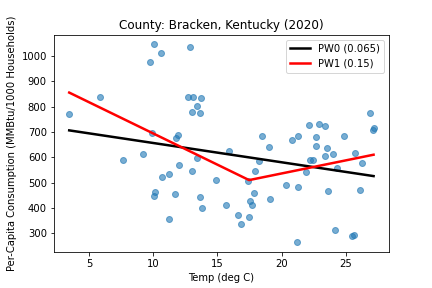 County: Bracken, Kentucky (2020)
Per-Capita Consumption (MMBtu/1000 Households)
1000
900
800
700
600
500
400
300
PW0 (0.065)
PW1 (0.15)
5 10 15 20 25
Temp (deg C)